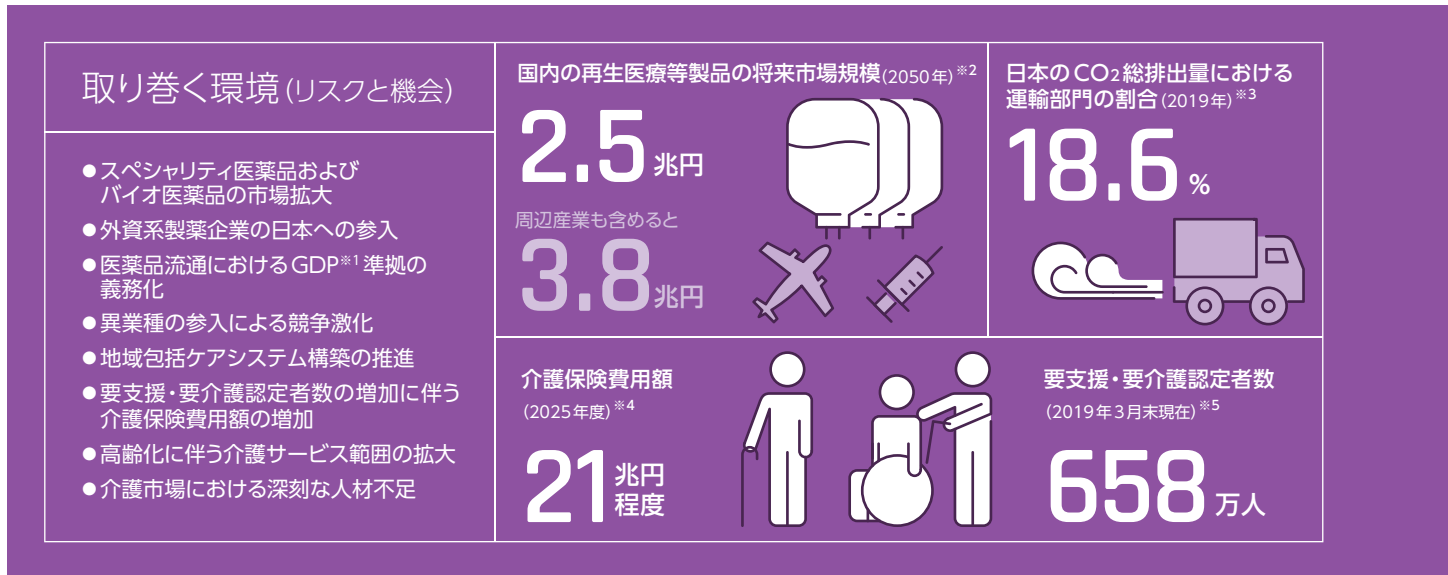 取り巻く環境(リスクと機会)
●スペシャリティ医薬品および
バイオ医薬品の市場拡大
●外資系製薬企業の日本への参入
●医薬品流通におけるGDP※1準拠の
義務化
●異業種の参入による競争激化
●地域包括ケアシステム構築の推進
●要支援・要介護認定者数の増加に伴う
介護保険費用額の増加
●高齢化に伴う介護サービス範囲の拡大
●介護市場における深刻な人材不足
国内の再生医療等製品の将来市場規模(2050年)※2
2.5兆円
周辺産業も含めると
3.8兆円
日本のCO2総排出量における
運輸部門の割合(2019年)※3
18.6%
介護保険費用額
(2025年度)※4
21兆円
程度
要支援・要介護認定者数
(2019年3月末現在)※5
658万人